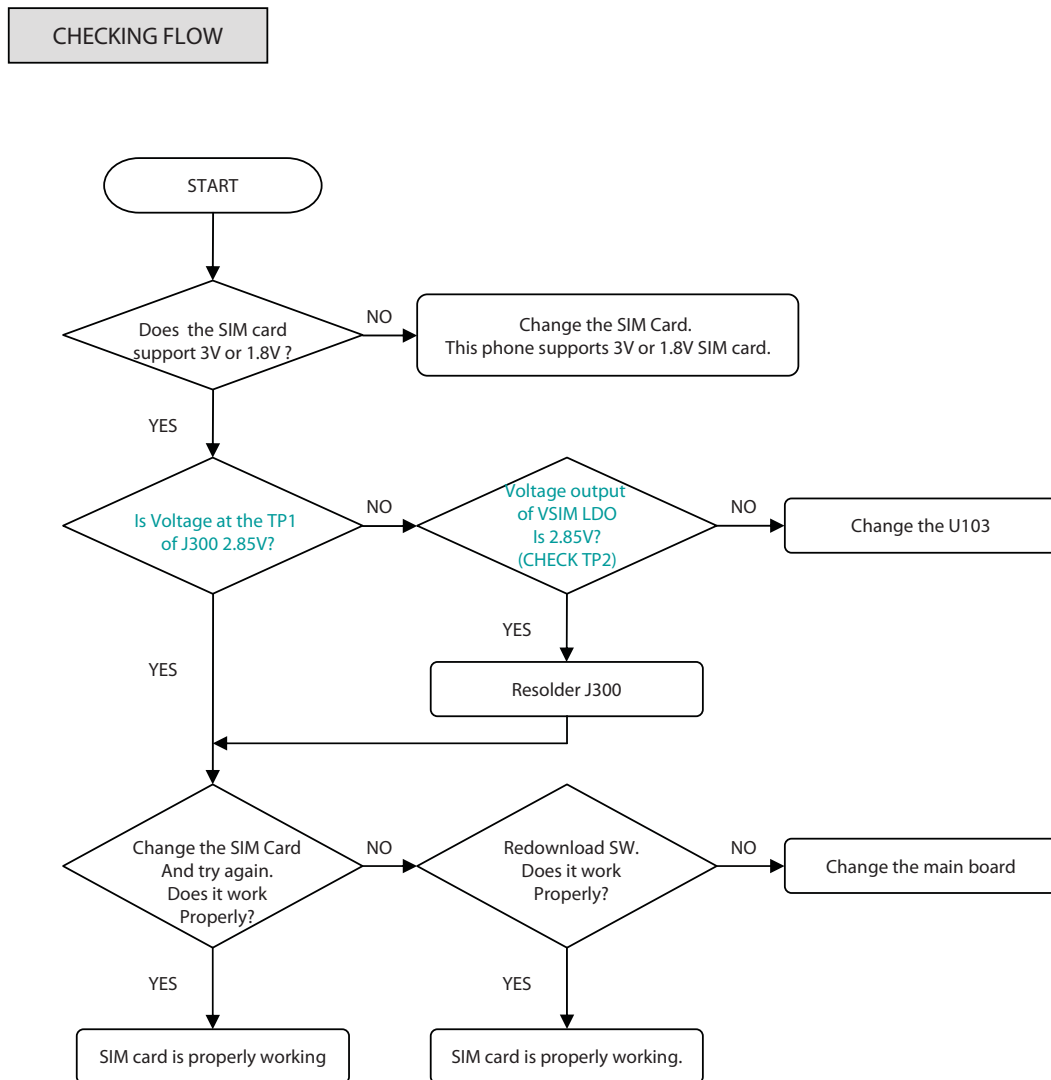 CHECKING FLOW
START
Does the SIM card
support 3V or 1.8V ?
NO
Change the SIM Card.
This phone supports 3V or 1.8V SIM card.
YES
Is Voltage at the TP1
of J300 2.85V?
NO
Voltage output
of VSIM LDO
Is 2.85V?
(CHECK TP2)
NO
Change the U103
YES
YES
Resolder J300
Change the SIM Card
And try again.
Does it work
Properly?
NO
Redownload SW.
Does it work
Properly?
NO
Change the main board
YES
YES
SIM card is properly working
SIM card is properly working.